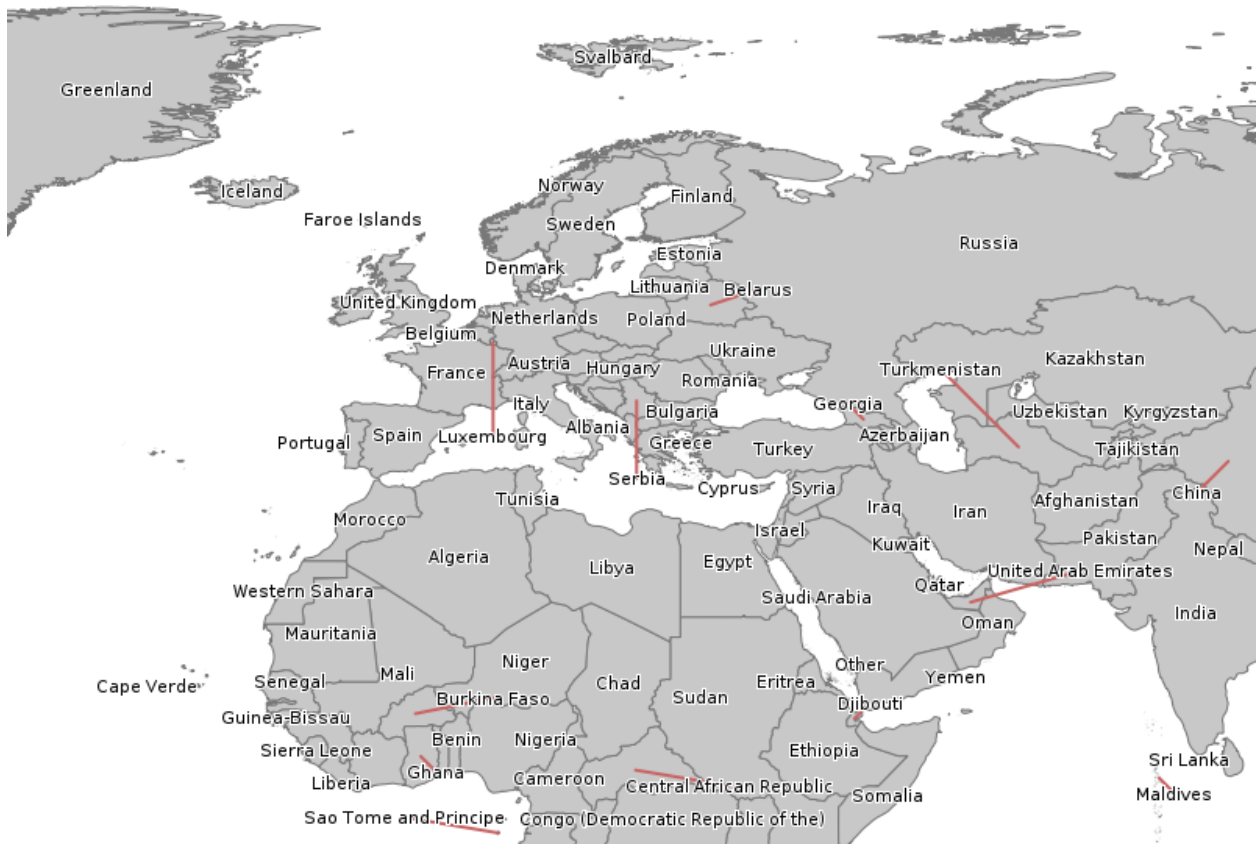 Svalbard
Greenland
Norway
Iceland
Finland
Faroe Islands
Sweden
Russia
Estonia
Denmark
Lithuania
Belarus
United Kingdom
Netherlands
Poland
Belgium
Ukraine
Kazakhstan
Austria
Hungary
France
Turkmenistan
Romania
Italy
Georgia
Bulgaria
Uzbekistan
Kyrgyzstan
Albania
Portugal
Spain
Luxembourg
Greece
Azerbaijan
Turkey
Tajikistan
Serbia
Cyprus
Syria
China
Tunisia
Afghanistan
Iraq
Iran
Morocco
Israel
Pakistan
Kuwait
Nepal
Algeria
Libya
Egypt
United Arab Emirates
Qatar
Western Sahara
Saudi Arabia
India
Oman
Mauritania
Niger
Other
Mali
Yemen
Senegal
Chad
Eritrea
Cape Verde
Burkina Faso
Sudan
Djibouti
Guinea-Bissau
Benin
Nigeria
Sierra Leone
Ethiopia
Sri Lanka
Ghana
Cameroon
Liberia
Central African Republic
Somalia
Maldives
Sao Tome and Principe
Congo (Democratic Republic of the)